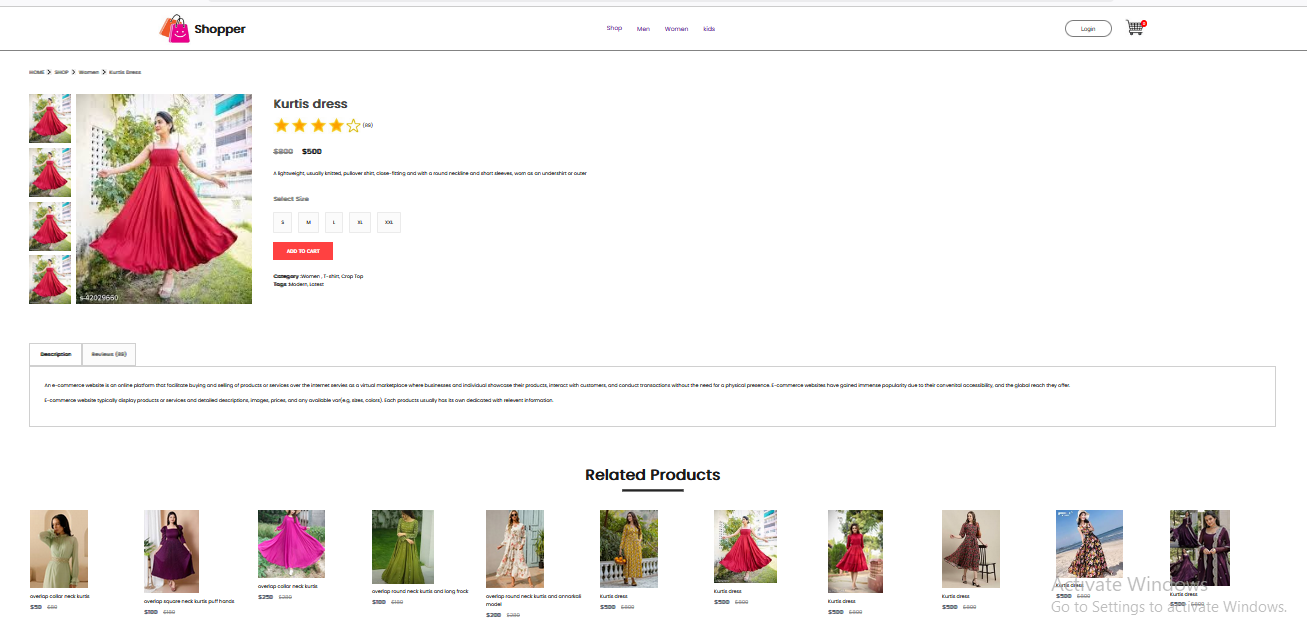 Shopper
Shop Men Women kids
Login
0
HOME > SHOP > Women > Kurtis Dress
Kurtis dress
(89)
$800 $500
A lightweight, usually knitted, pullover shirt, close-fitting and with a round neckline and short sleeves, worn as an undershirt or outer
Select Size
S M L XL XXL
ADD TO CART
Category :Women , T-shirt, Crop Top
Tags :Modern, Latest
s-42029660
Description Reviews (88)
An e-commerce website is an online platform that facilitate buying and selling of products or services over the internet servies as a virtual marketplace where businesses and individual showcase their products, interact with customers, and conduct transactions without the need for a physical presence. E-commerce websites have gained immense popularity due to their convenital accessibility, and the global reach they offer.
E-commerce website typically display products or services and detailed descriptions, images, prices, and any available var(e.g, sizes, colors). Each products usually has its own dedicated with relevent information.
Related Products
overlap collar neck kurtis
$50 $80
overlap square neck kurtis puff hands
$100 $150
overlap collar neck kurtis
$250 $280
overlap round neck kurtis and long frock
$100 $150
overlap round neck kurtis and annarkali
model
$200 $280
Kurtis dress
$500 $800
Kurtis dress
$500 $800
Kurtis dress
$500 $800
Kurtis dress
$500 $800
Kurtis dress
$500 $800
Kurtis dress
$500 $800
Activate Windows
Go to Settings to activate Windows.